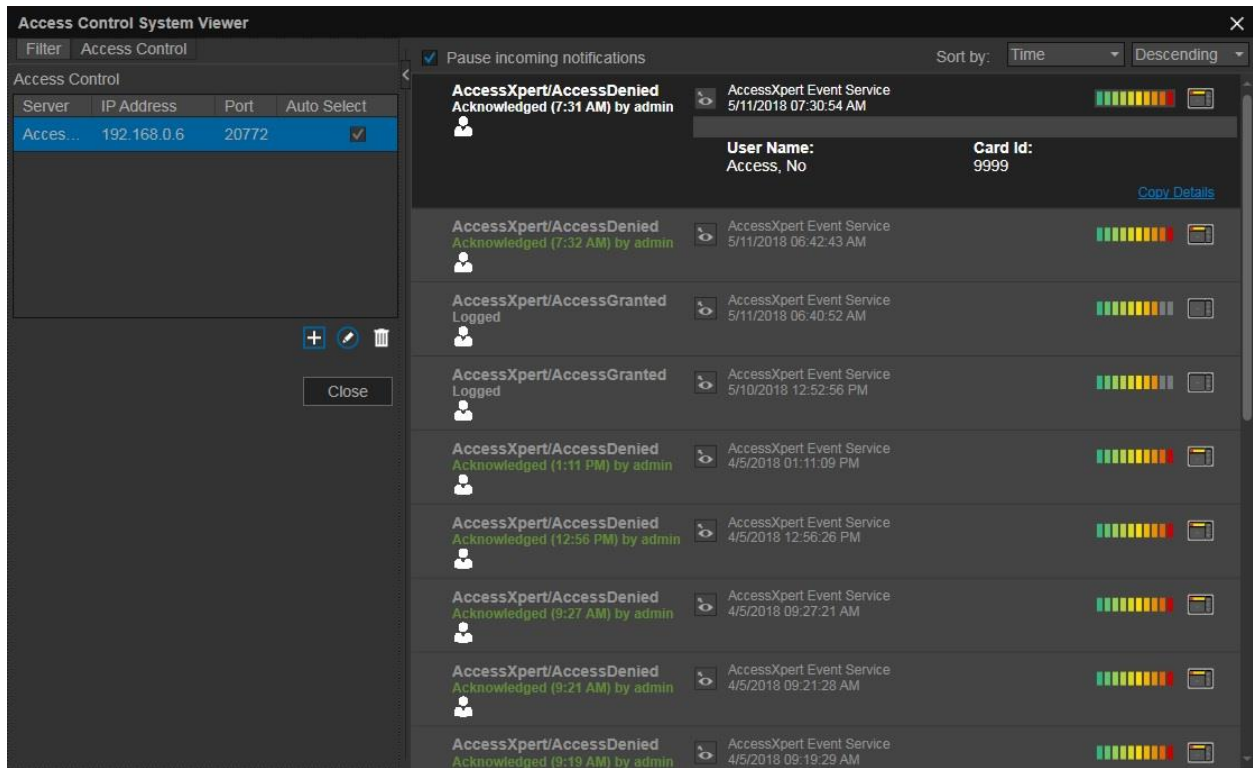 Access Control System Viewer
Filter Access Control
Access Control
Server IP Address Port Auto Select
Acces... 192.168.0.6 20772
Close
Pause incoming notifications
Sort by: Time Descending
AccessXpert/AccessDenied
Acknowledged (7:31 AM) by admin
AccessXpert Event Service
5/11/2018 07:30:54 AM
User Name:
Access, No
Card Id:
9999
Copy Details
AccessXpert/AccessDenied
Acknowledged (7:32 AM) by admin
AccessXpert Event Service
5/11/2018 06:42:43 AM
AccessXpert/AccessGranted
Logged
AccessXpert Event Service
5/11/2018 06:40:52 AM
AccessXpert/AccessGranted
Logged
AccessXpert Event Service
5/10/2018 12:52:56 PM
AccessXpert/AccessDenied
Acknowledged (1:11 PM) by admin
AccessXpert Event Service
4/5/2018 01:11:09 PM
AccessXpert/AccessDenied
Acknowledged (12:56 PM) by admin
AccessXpert Event Service
4/5/2018 12:56:26 PM
AccessXpert/AccessDenied
Acknowledged (9:27 AM) by admin
AccessXpert Event Service
4/5/2018 09:27:21 AM
AccessXpert/AccessDenied
Acknowledged (9:21 AM) by admin
AccessXpert Event Service
4/5/2018 09:21:28 AM
AccessXpert/AccessDenied
Acknowledged (9:19 AM) by admin
AccessXpert Event Service
4/5/2018 09:19:29 AM